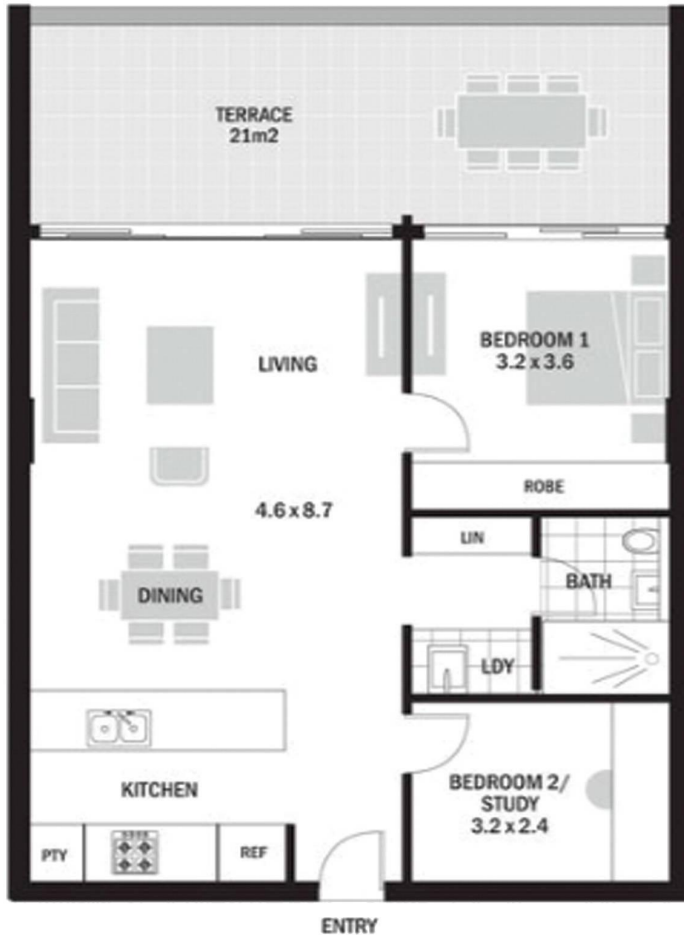 TERRACE
21m2
LIVING
BEDROOM 1
3.2 x 3.6
ROBE
4.6 x 8.7
LIN
BATH
DINING
LDY
KITCHEN
BEDROOM 2/
STUDY
3.2 x 2.4
PTY
REF
ENTRY